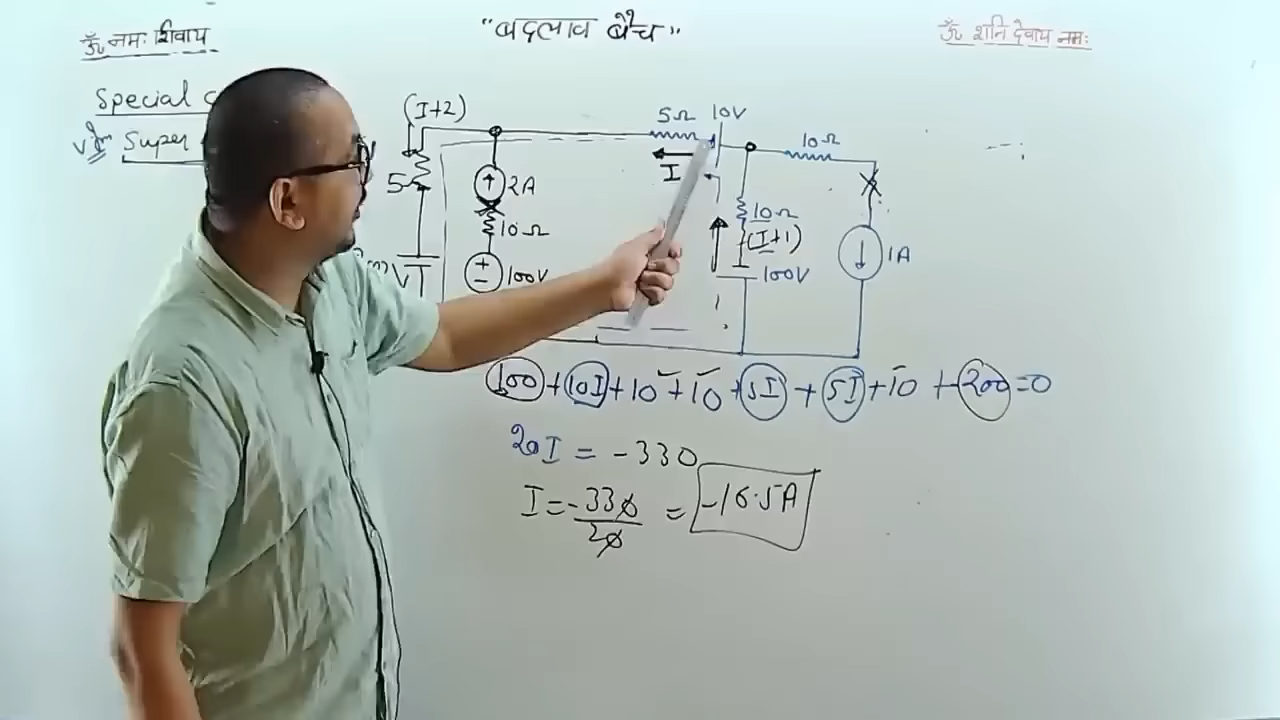 ॐ नमः शिवाय
"बदलाव बैच"
ॐ शनि देवाय नमः
Special
Super
(I+2)
5Ω 10V
10Ω
5
2A
I
10Ω
10Ω
(I+1)
1A
100V
100V
100+10I+10+10+5I+5I+10+200=0
20I = -330
I = -330/20 = -16.5A